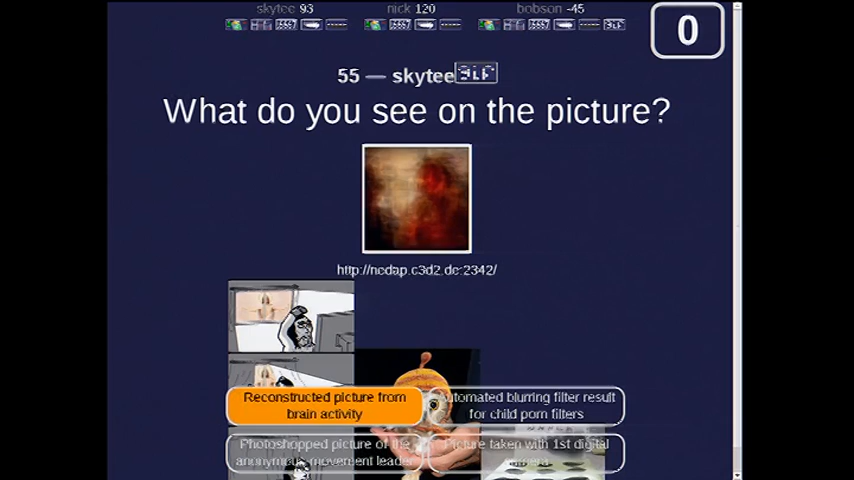 skytee 93
nick 120
bobson -45
0
55 — skytee
What do you see on the picture?
http://nedap.c3d2.de:2342/
Reconstructed picture from
brain activity
Automated blurring filter result
for child porn filters
Photoshopped picture of the
anonymous movement leader
Picture taken with 1st digital